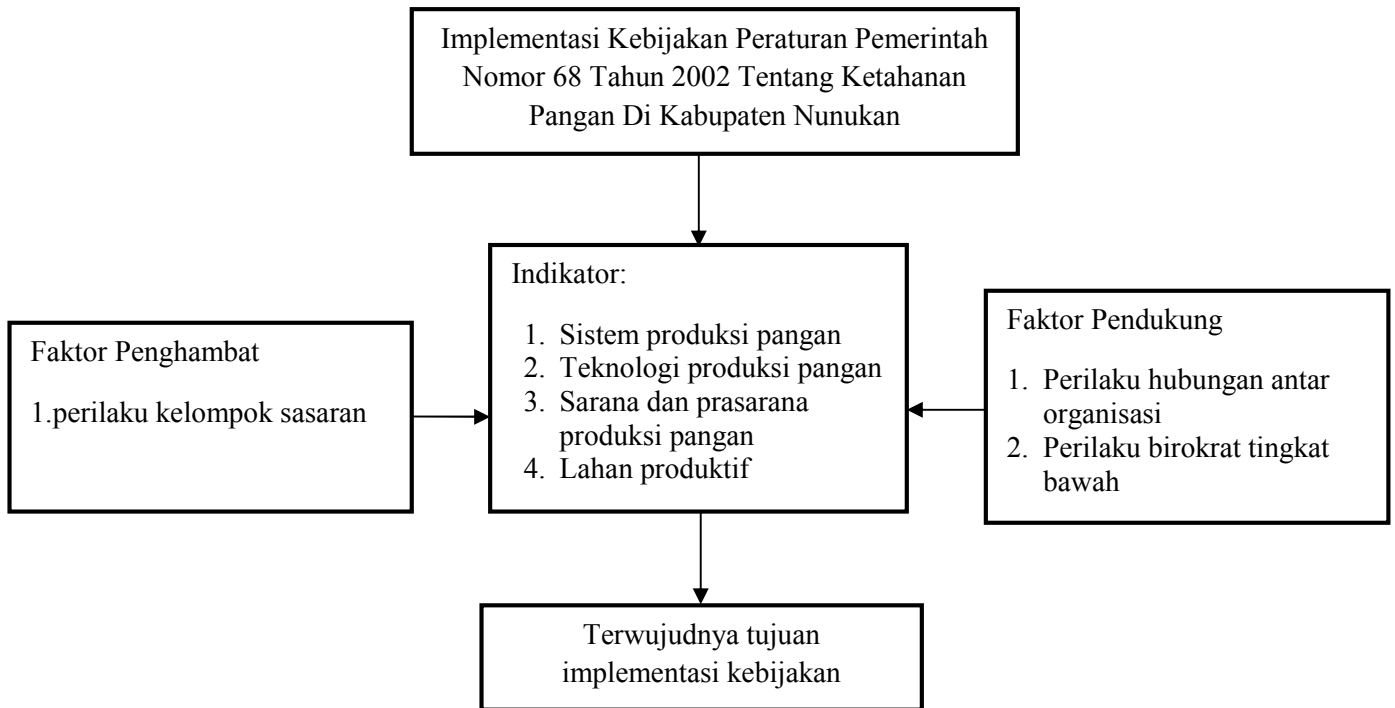 Implementasi Kebijakan Peraturan Pemerintah
Nomor 68 Tahun 2002 Tentang Ketahanan
Pangan Di Kabupaten Nunukan
Faktor Penghambat
1.perilaku kelompok sasaran
Indikator:
1. Sistem produksi pangan
2. Teknologi produksi pangan
3. Sarana dan prasarana
produksi pangan
4. Lahan produktif
Faktor Pendukung
1. Perilaku hubungan antar
organisasi
2. Perilaku birokrat tingkat
bawah
Terwujudnya tujuan
implementasi kebijakan